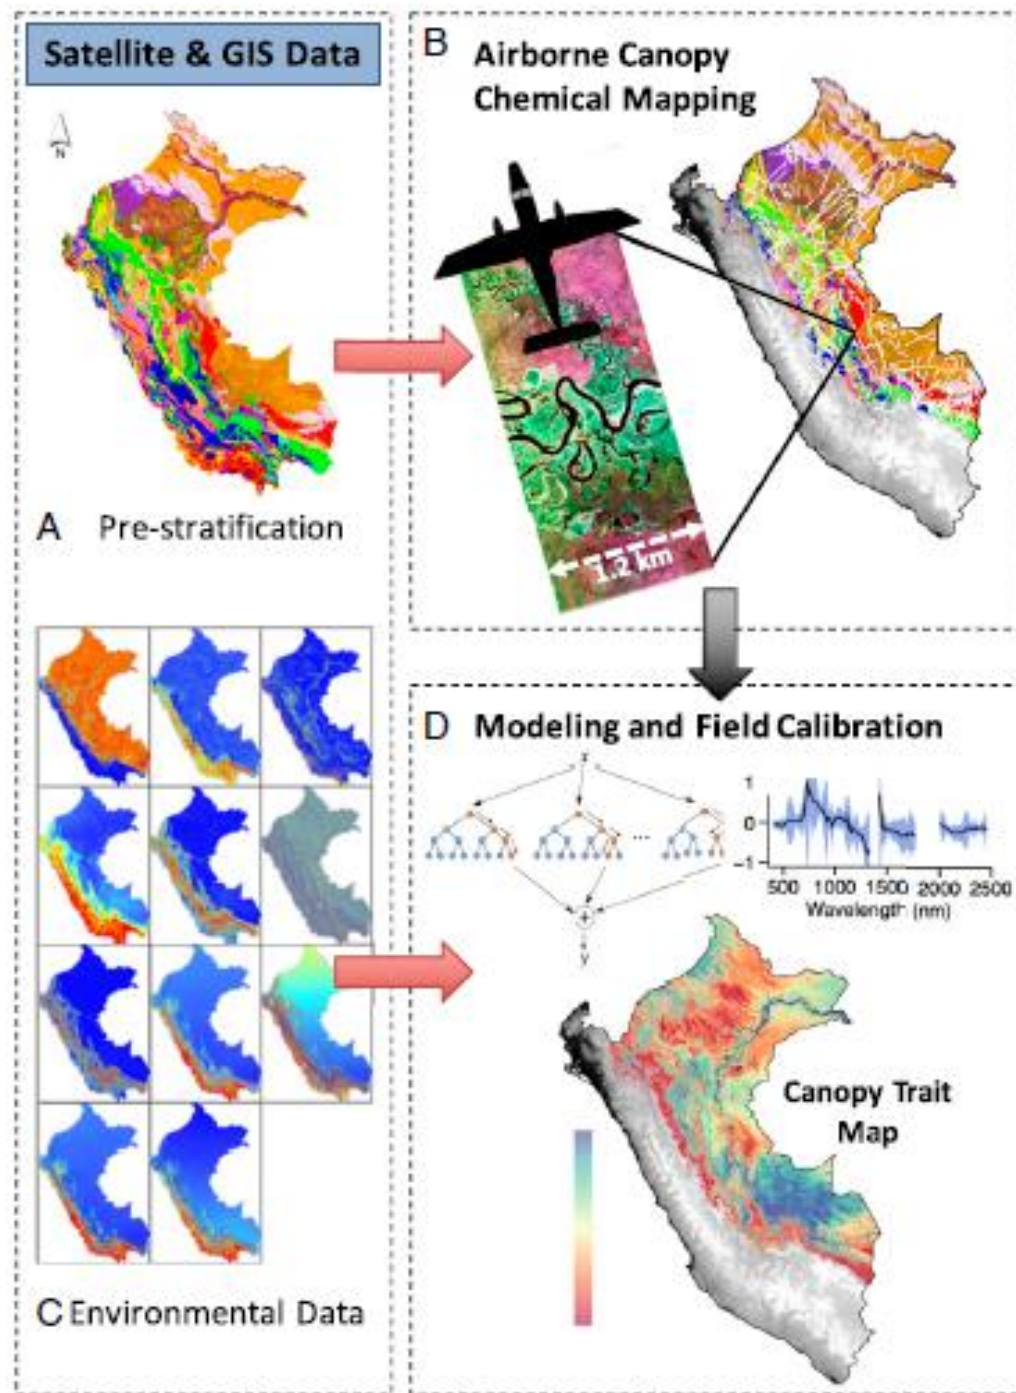 Satellite & GIS Data
N
A Pre-stratification
B Airborne Canopy
Chemical Mapping
1.2 km
C Environmental Data
D Modeling and Field Calibration
x
...
+
y
1
0
−1
500 1000 1500 2000 2500
Wavelength (nm)
Canopy Trait
Map